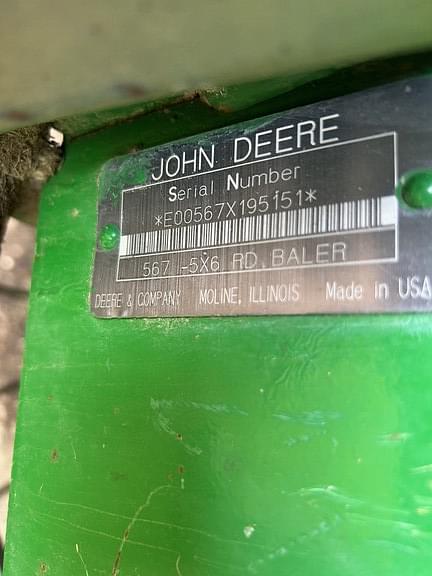 JOHN DEERE
Serial Number
*E00567X195151*
567 -5X6 RD. BALER
DEERE & COMPANY MOLINE, ILLINOIS Made in USA